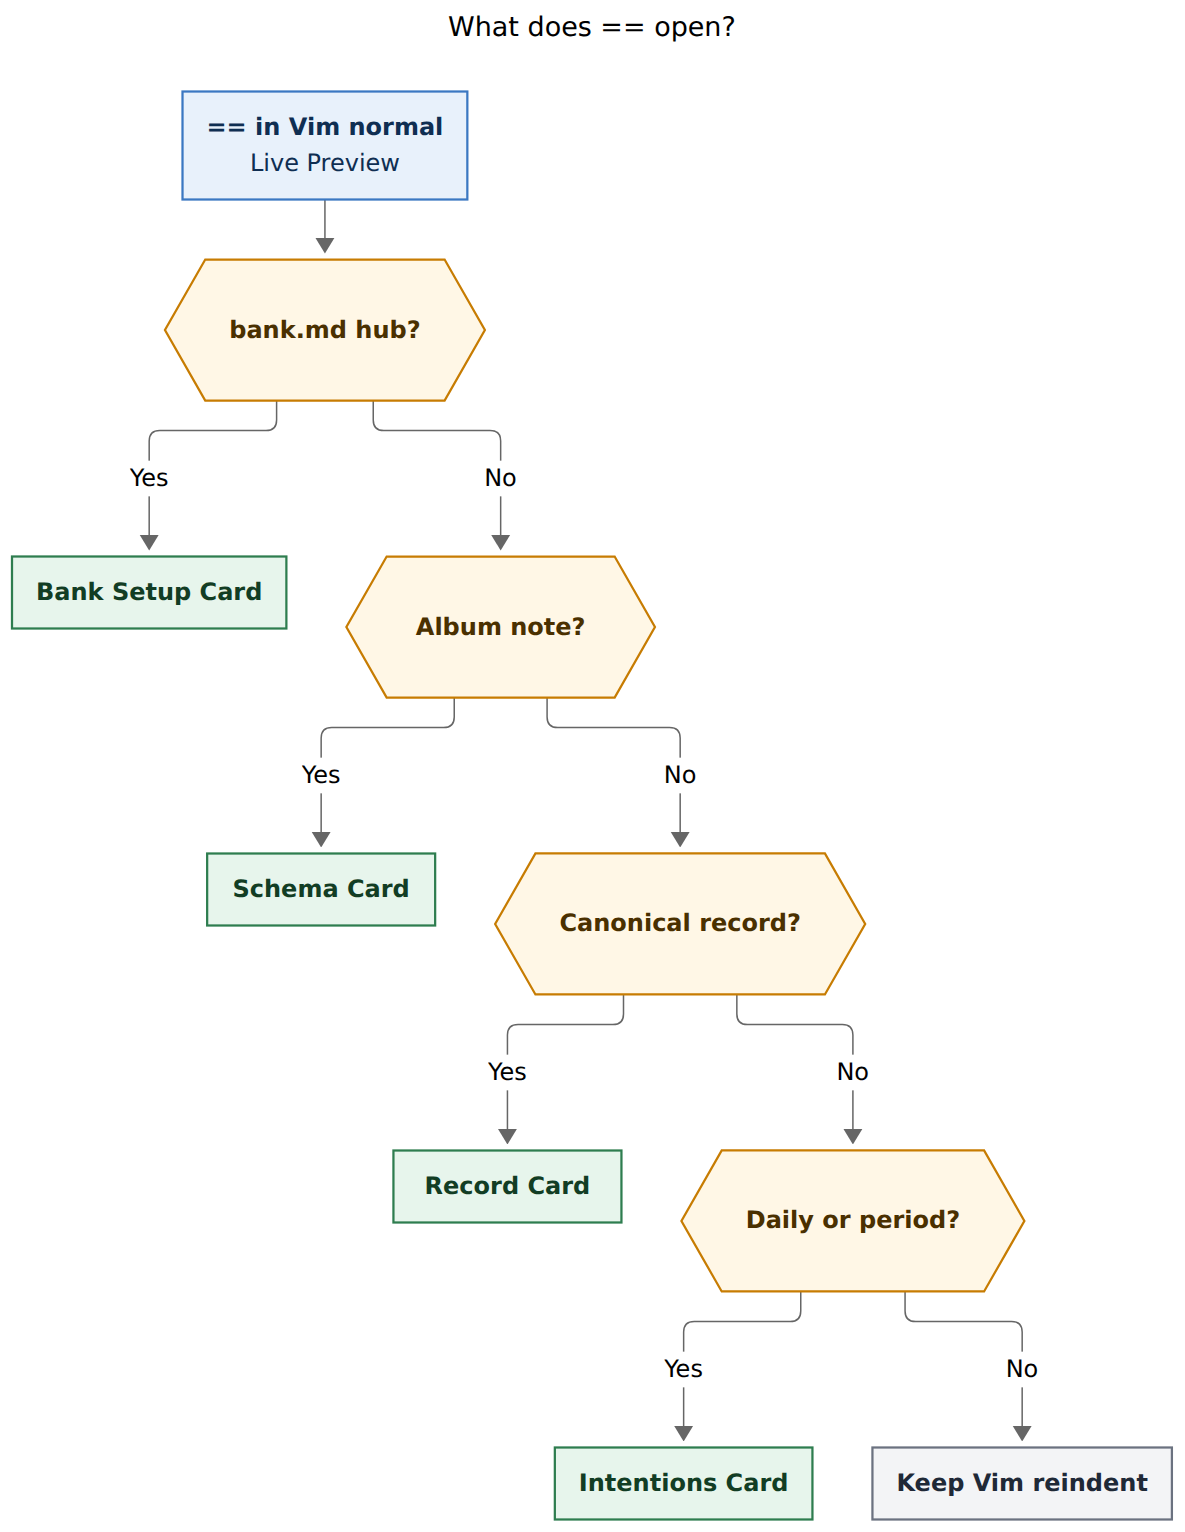 What does == open?
== in Vim normal
Live Preview
bank.md hub?
Yes
No
Bank Setup Card
Album note?
Yes
No
Schema Card
Canonical record?
Yes
No
Record Card
Daily or period?
Yes
No
Intentions Card
Keep Vim reindent